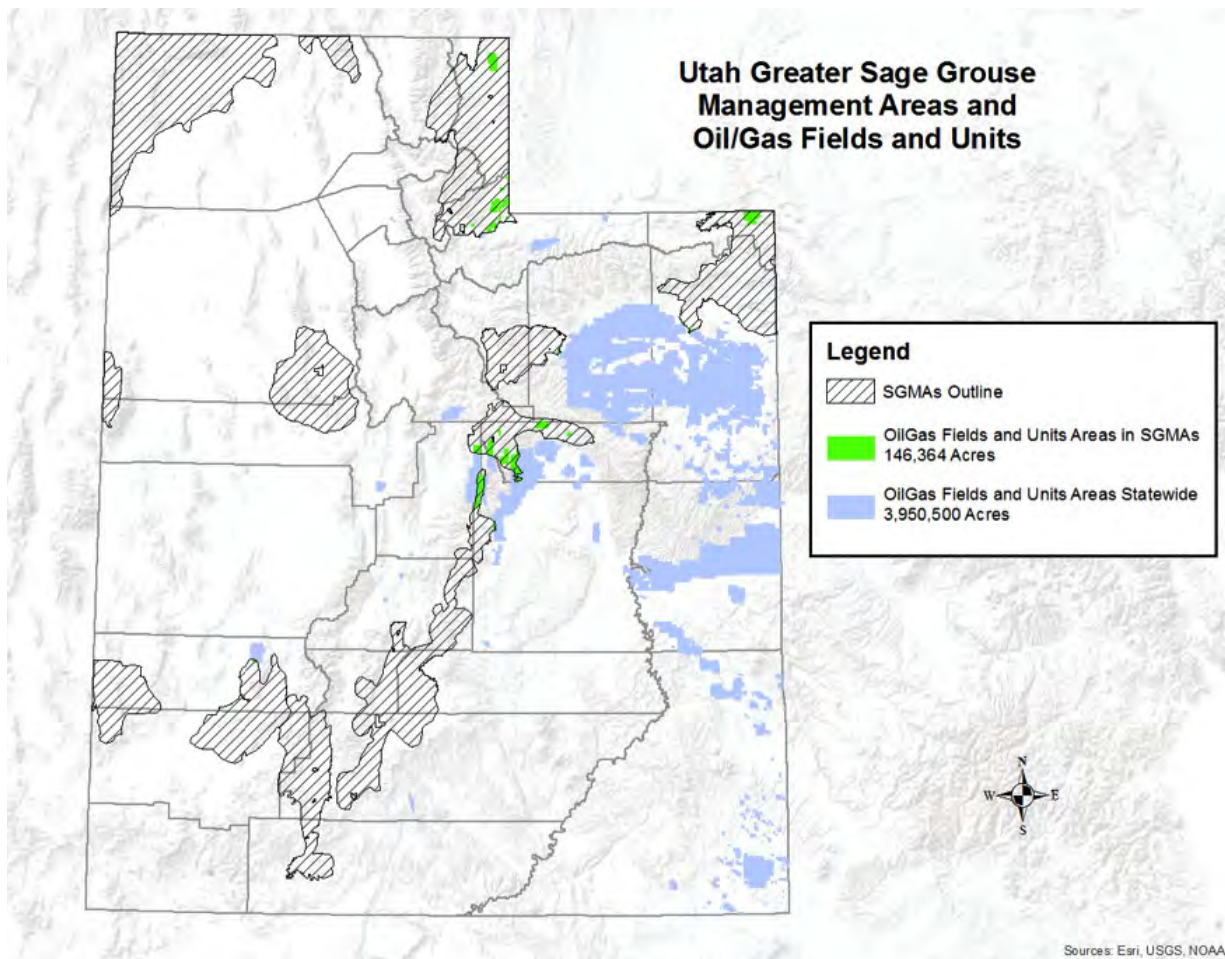 Utah Greater Sage Grouse
Management Areas and
Oil/Gas Fields and Units
Legend
SGMAs Outline
OilGas Fields and Units Areas in SGMAs
146,364 Acres
OilGas Fields and Units Areas Statewide
3,950,500 Acres
N
W
E
S
Sources: Esri, USGS, NOAA